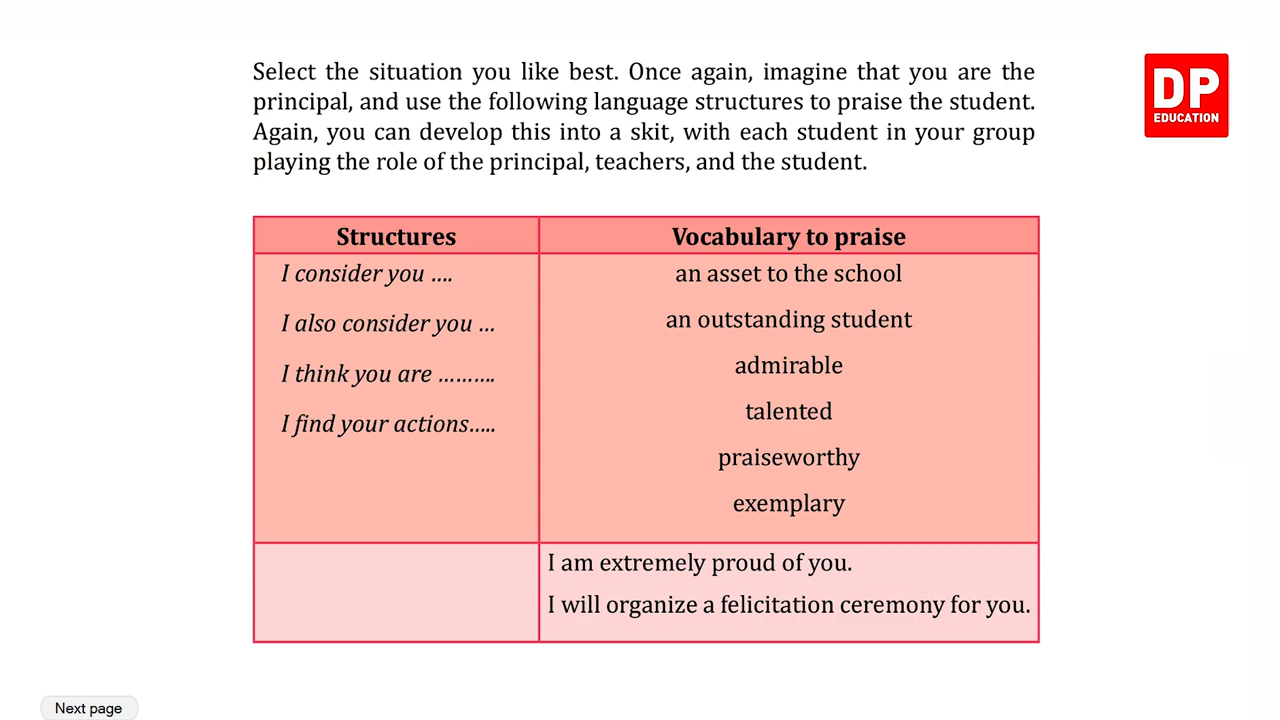 Select the situation you like best. Once again, imagine that you are the
principal, and use the following language structures to praise the student.
Again, you can develop this into a skit, with each student in your group
playing the role of the principal, teachers, and the student.
DP
EDUCATION
Structures
Vocabulary to praise
I consider you ....
I also consider you ...
I think you are ..........
I find your actions.....
an asset to the school
an outstanding student
admirable
talented
praiseworthy
exemplary
I am extremely proud of you.
I will organize a felicitation ceremony for you.
Next page